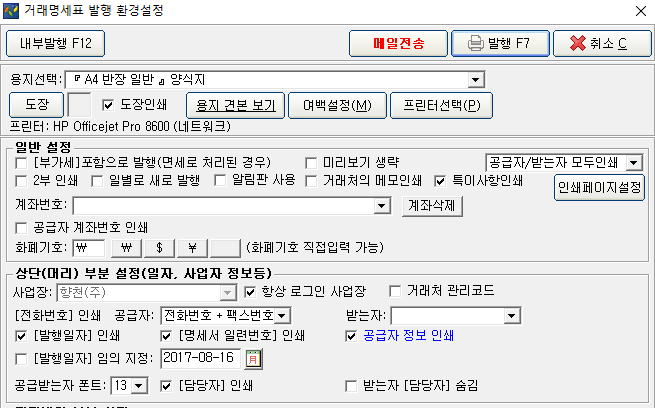 거래명세표 발행 환경설정
내부발행 F12 메일전송 발행 F7 취소 C
용지선택: 『 A4 반장 일반 』 양식지
도장 도장인쇄 용지 견본 보기 여백설정(M) 프린터선택(P)
프린터: HP Officejet Pro 8600 (네트워크)
일반 설정
[부가세]포함으로 발행(면세로 처리된 경우) 미리보기 생략 공급자/받는자 모두인쇄
2부 인쇄 일별로 새로 발행 알림판 사용 거래처의 메모인쇄 특이사항인쇄 인쇄페이지설정
계좌번호: 계좌삭제
공급자 계좌번호 인쇄
화폐기호: ₩ ₩ $ ¥ (화폐기호 직접입력 가능)
상단(머리) 부분 설정(일자, 사업자 정보등)
사업장: 향천(주) 항상 로그인 사업장 거래처 관리코드
[전화번호] 인쇄 공급자: 전화번호 + 팩스번호 받는자:
[발행일자] 인쇄 [명세서 일련번호] 인쇄 공급자 정보 인쇄
[발행일자] 임의 지정: 2017-08-16
공급받는자 폰트: 13 [담당자] 인쇄 받는자 [담당자] 숨김